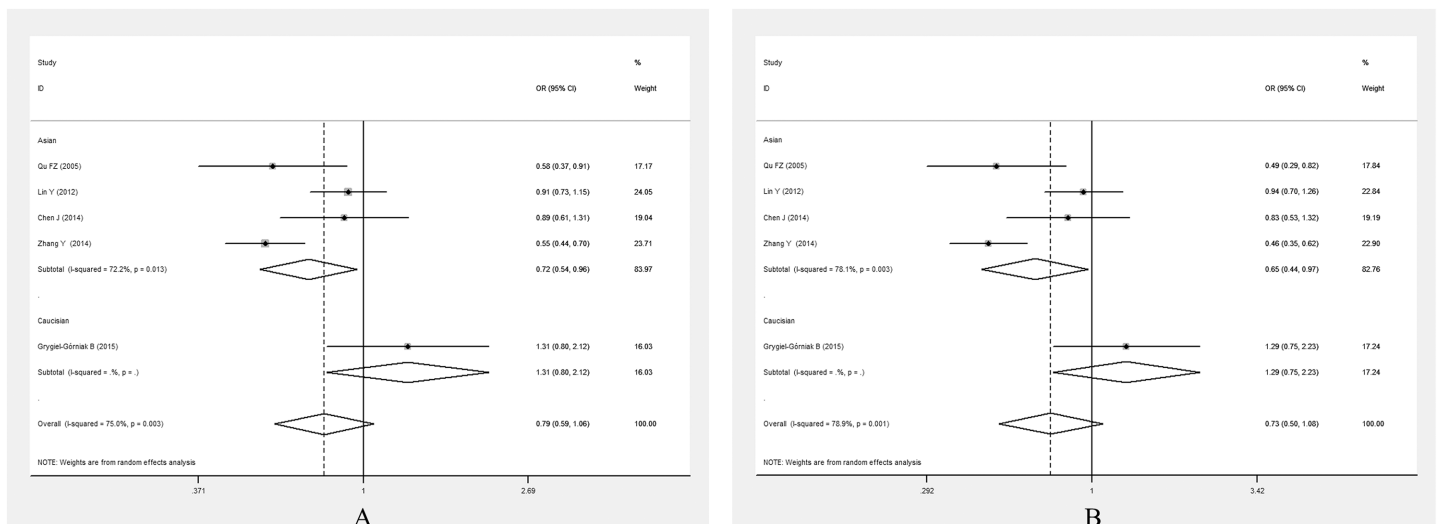 Study %
ID OR (95% CI) Weight
Asian
Qu FZ (2005) 0.58 (0.37, 0.91) 17.17
Lin Y (2012) 0.91 (0.73, 1.15) 24.05
Chen J (2014) 0.89 (0.61, 1.31) 19.04
Zhang Y (2014) 0.55 (0.44, 0.70) 23.71
Subtotal (I-squared = 72.2%, p = 0.013) 0.72 (0.54, 0.96) 83.97
.
Caucisian
Grygiel-Górniak B (2015) 1.31 (0.80, 2.12) 16.03
Subtotal (I-squared = .%, p = .) 1.31 (0.80, 2.12) 16.03
.
Overall (I-squared = 75.0%, p = 0.003) 0.79 (0.59, 1.06) 100.00
NOTE: Weights are from random effects analysis
.371 1 2.69
A
Study %
ID OR (95% CI) Weight
Asian
Qu FZ (2005) 0.49 (0.29, 0.82) 17.84
Lin Y (2012) 0.94 (0.70, 1.26) 22.84
Chen J (2014) 0.83 (0.53, 1.32) 19.19
Zhang Y (2014) 0.46 (0.35, 0.62) 22.90
Subtotal (I-squared = 78.1%, p = 0.003) 0.65 (0.44, 0.97) 82.76
.
Caucisian
Grygiel-Górniak B (2015) 1.29 (0.75, 2.23) 17.24
Subtotal (I-squared = .%, p = .) 1.29 (0.75, 2.23) 17.24
.
Overall (I-squared = 78.9%, p = 0.001) 0.73 (0.50, 1.08) 100.00
NOTE: Weights are from random effects analysis
.292 1 3.42
B